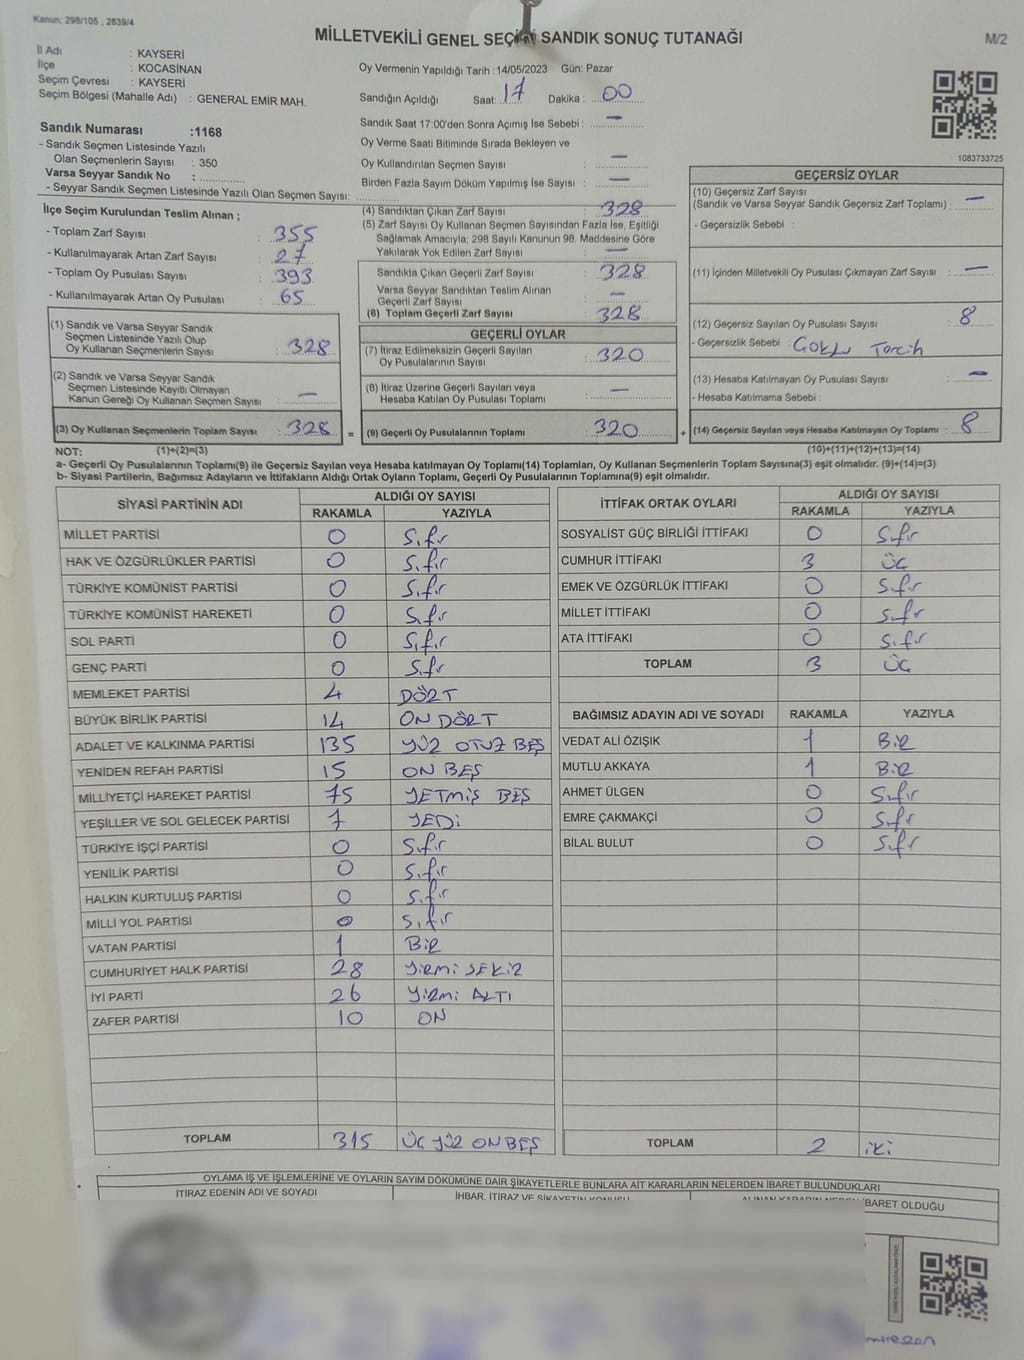 Kanun: 298/105 , 2839/4
MİLLETVEKİLİ GENEL SEÇİMİ SANDIK SONUÇ TUTANAĞI
M/2
İl Adı : KAYSERİ
İlçe : KOCASİNAN
Seçim Çevresi : KAYSERİ
Seçim Bölgesi (Mahalle Adı) : GENERAL EMİR MAH.
Sandık Numarası :1168
- Sandık Seçmen Listesinde Yazılı
Olan Seçmenlerin Sayısı : 350
Varsa Seyyar Sandık No :
- Seyyar Sandık Seçmen Listesinde Yazılı Olan Seçmen Sayısı:
Oy Vermenin Yapıldığı Tarih :14/05/2023 Gün: Pazar
Sandığın Açıldığı Saat: 17 Dakika : 00
Sandık Saat 17:00'den Sonra Açılmış İse Sebebi : —
Oy Verme Saati Bitiminde Sırada Bekleyen ve
Oy Kullandırılan Seçmen Sayısı : —
Birden Fazla Sayım Döküm Yapılmış İse Sayısı : —
1083733725
İlçe Seçim Kurulundan Teslim Alınan ;
- Toplam Zarf Sayısı : 355
- Kullanılmayarak Artan Zarf Sayısı : 27
- Toplam Oy Pusulası Sayısı : 393
- Kullanılmayarak Artan Oy Pusulası : 65
(1) Sandık ve Varsa Seyyar Sandık
Seçmen Listesinde Yazılı Olup
Oy Kullanan Seçmenlerin Sayısı : 328
(2) Sandık ve Varsa Seyyar Sandık
Seçmen Listesinde Kayıtlı Olmayan
Kanun Gereği Oy Kullanan Seçmen Sayısı : —
(3) Oy Kullanan Seçmenlerin Toplam Sayısı : 328 =
(4) Sandıktan Çıkan Zarf Sayısı : 328
(5) Zarf Sayısı Oy Kullanan Seçmen Sayısından Fazla İse, Eşitliği
Sağlamak Amacıyla; 298 Sayılı Kanunun 98. Maddesine Göre
Yakılarak Yok Edilen Zarf Sayısı : —
Sandıkta Çıkan Geçerli Zarf Sayısı : 328
Varsa Seyyar Sandıktan Teslim Alınan
Geçerli Zarf Sayısı : —
(6) Toplam Geçerli Zarf Sayısı : 328
GEÇERLİ OYLAR
(7) İtiraz Edilmeksizin Geçerli Sayılan
Oy Pusulalarının Sayısı : 320
(8) İtiraz Üzerine Geçerli Sayılan veya
Hesaba Katılan Oy Pusulası Toplamı : —
(9) Geçerli Oy Pusulalarının Toplamı : 320 +
GEÇERSİZ OYLAR
(10) Geçersiz Zarf Sayısı
(Sandık ve Varsa Seyyar Sandık Geçersiz Zarf Toplamı) : —
- Geçersizlik Sebebi :
(11) İçinden Milletvekili Oy Pusulası Çıkmayan Zarf Sayısı : —
(12) Geçersiz Sayılan Oy Pusulası Sayısı : 8
- Geçersizlik Sebebi : Çoklu Tercih
(13) Hesaba Katılmayan Oy Pusulası Sayısı : —
- Hesaba Katılmama Sebebi :
(14) Geçersiz Sayılan veya Hesaba Katılmayan Oy Toplamı : 8
NOT: (1)+(2)=(3) (10)+(11)+(12)+(13)=(14)
a- Geçerli Oy Pusulalarının Toplamı(9) ile Geçersiz Sayılan veya Hesaba katılmayan Oy Toplamı(14) Toplamları, Oy Kullanan Seçmenlerin Toplam Sayısına(3) eşit olmalıdır. (9)+(14)=(3)
b- Siyasi Partilerin, Bağımsız Adayların ve İttifakların Aldığı Ortak Oyların Toplamı, Geçerli Oy Pusulalarının Toplamına(9) eşit olmalıdır.
SİYASİ PARTİNİN ADI ALDIĞI OY SAYISI
RAKAMLA YAZIYLA
MİLLET PARTİSİ 0 Sıfır
HAK VE ÖZGÜRLÜKLER PARTİSİ 0 Sıfır
TÜRKİYE KOMÜNİST PARTİSİ 0 Sıfır
TÜRKİYE KOMÜNİST HAREKETİ 0 Sıfır
SOL PARTİ 0 Sıfır
GENÇ PARTİ 0 Sıfır
MEMLEKET PARTİSİ 4 DÖRT
BÜYÜK BİRLİK PARTİSİ 14 ON DÖRT
ADALET VE KALKINMA PARTİSİ 135 YÜZ OTUZ BEŞ
YENİDEN REFAH PARTİSİ 15 ON BEŞ
MİLLİYETÇİ HAREKET PARTİSİ 75 YETMİŞ BEŞ
YEŞİLLER VE SOL GELECEK PARTİSİ 7 YEDİ
TÜRKİYE İŞÇİ PARTİSİ 0 Sıfır
YENİLİK PARTİSİ 0 Sıfır
HALKIN KURTULUŞ PARTİSİ 0 Sıfır
MİLLİ YOL PARTİSİ 0 Sıfır
VATAN PARTİSİ 1 BİR
CUMHURİYET HALK PARTİSİ 28 YİRMİ SEKİZ
İYİ PARTİ 26 YİRMİ ALTI
ZAFER PARTİSİ 10 ON
TOPLAM 315 ÜÇ YÜZ ON BEŞ
İTTİFAK ORTAK OYLARI ALDIĞI OY SAYISI
RAKAMLA YAZIYLA
SOSYALİST GÜÇ BİRLİĞİ İTTİFAKI 0 Sıfır
CUMHUR İTTİFAKI 3 ÜÇ
EMEK VE ÖZGÜRLÜK İTTİFAKI 0 Sıfır
MİLLET İTTİFAKI 0 Sıfır
ATA İTTİFAKI 0 Sıfır
TOPLAM 3 ÜÇ
BAĞIMSIZ ADAYIN ADI VE SOYADI RAKAMLA YAZIYLA
VEDAT ALİ ÖZIŞIK 1 BİR
MUTLU AKKAYA 1 BİR
AHMET ÜLGEN 0 Sıfır
EMRE ÇAKMAKÇİ 0 Sıfır
BİLAL BULUT 0 Sıfır
TOPLAM 2 İKİ
OYLAMA İŞ VE İŞLEMLERİNE VE OYLARIN SAYIM DÖKÜMÜNE DAİR ŞİKAYETLERLE BUNLARA AİT KARARLARIN NELERDEN İBARET BULUNDUKLARI
İTİRAZ EDENİN ADI VE SOYADI İHBAR, İTİRAZ VE ŞİKAYETİN KONUSU ALINAN KARARIN NEDEN İBARET OLDUĞU